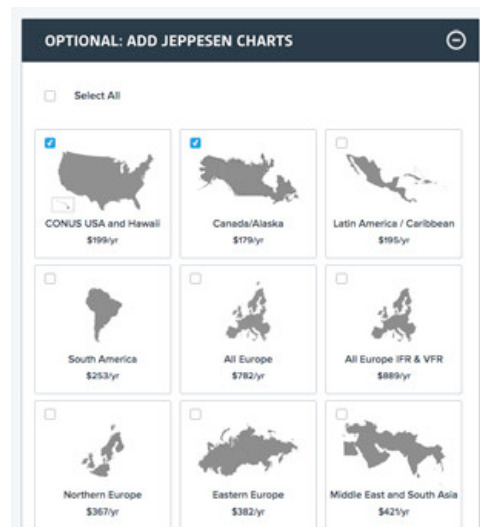 OPTIONAL: ADD JEPPESEN CHARTS
Select All
CONUS USA and Hawaii
$199/yr
Canada/Alaska
$179/yr
Latin America / Caribbean
$195/yr
South America
$253/yr
All Europe
$782/yr
All Europe IFR & VFR
$889/yr
Northern Europe
$367/yr
Eastern Europe
$382/yr
Middle East and South Asia
$421/yr